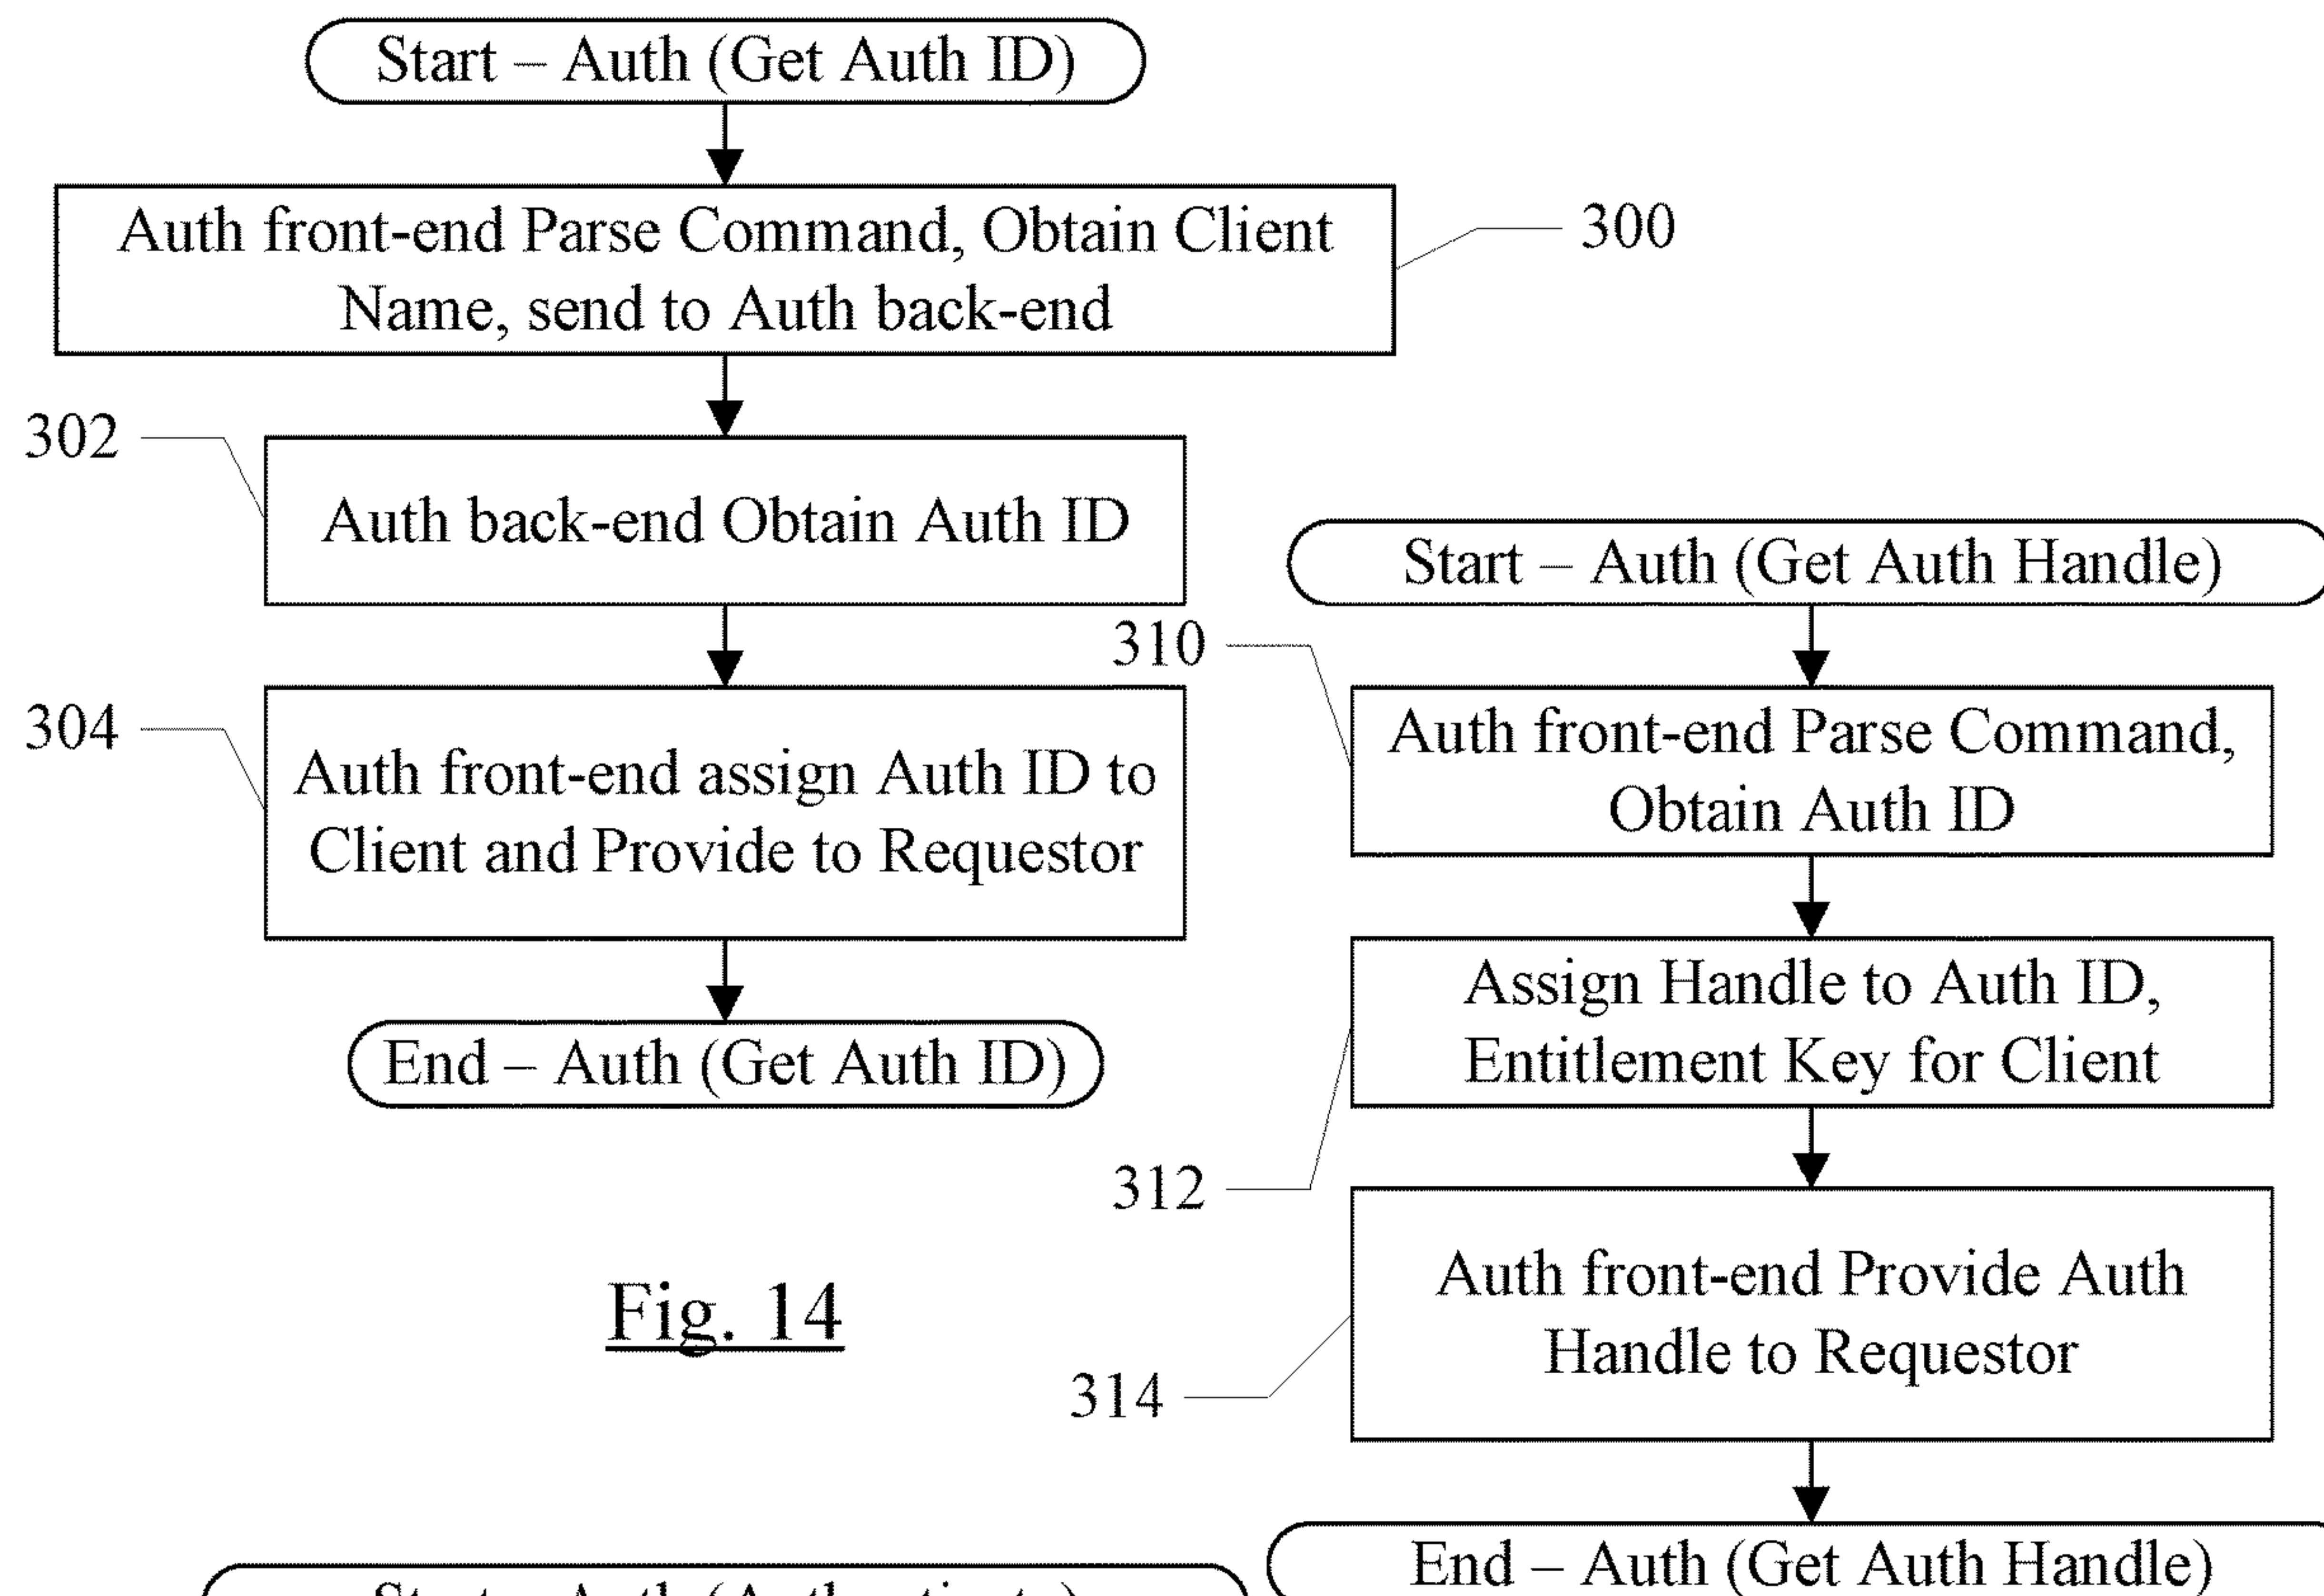 Start – Auth (Get Auth ID)
Auth front-end Parse Command, Obtain Client
Name, send to Auth back-end
300
302
Auth back-end Obtain Auth ID
304
Auth front-end assign Auth ID to
Client and Provide to Requestor
End – Auth (Get Auth ID)
Fig. 14
Start – Auth (Get Auth Handle)
310
Auth front-end Parse Command,
Obtain Auth ID
Assign Handle to Auth ID,
Entitlement Key for Client
312
Auth front-end Provide Auth
Handle to Requestor
314
End – Auth (Get Auth Handle)
Start – Auth (Authenticate)